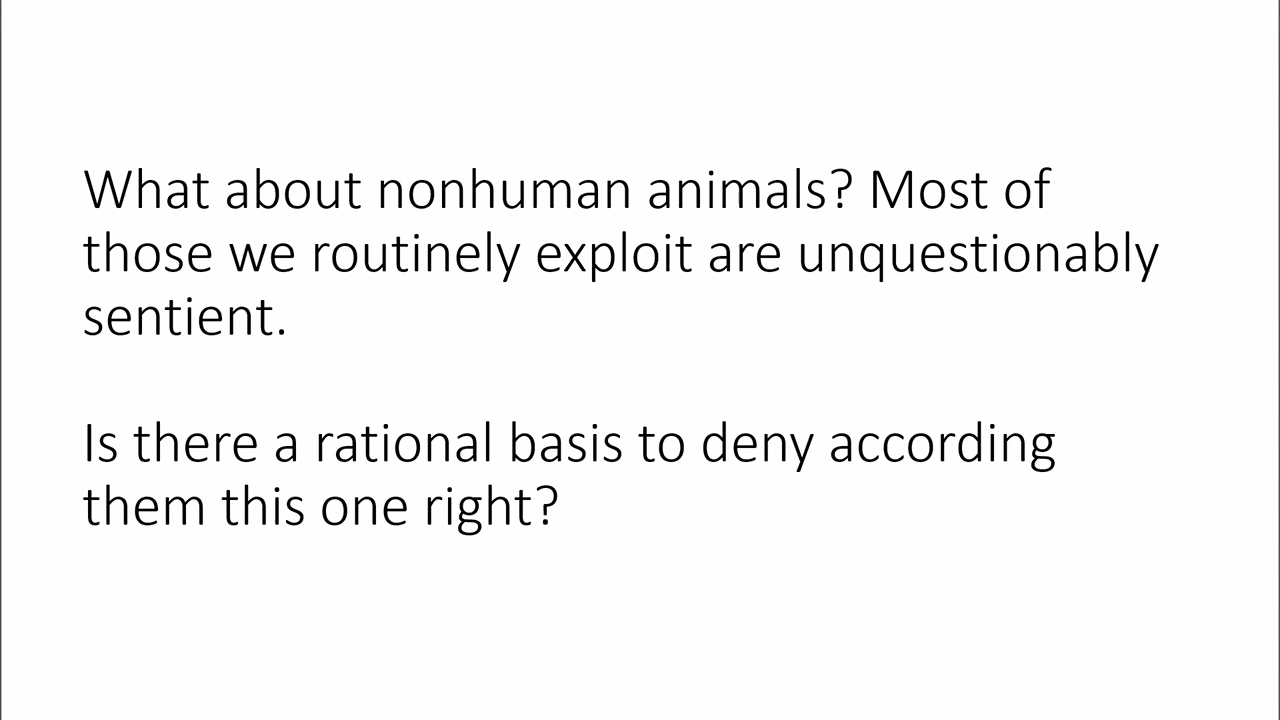 What about nonhuman animals? Most of
those we routinely exploit are unquestionably
sentient.
Is there a rational basis to deny according
them this one right?